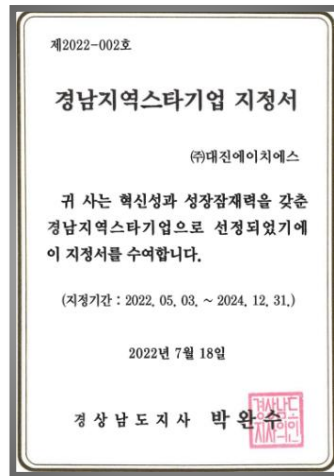 제2022-002호
경남지역스타기업 지정서
㈜대진에이치에스
귀 사는 혁신성과 성장잠재력을 갖춘
경남지역스타기업으로 선정되었기에
이 지정서를 수여합니다.
(지정기간 : 2022. 05. 03. ~ 2024. 12. 31.)
2022년 7월 18일
경상남도지사 박완수